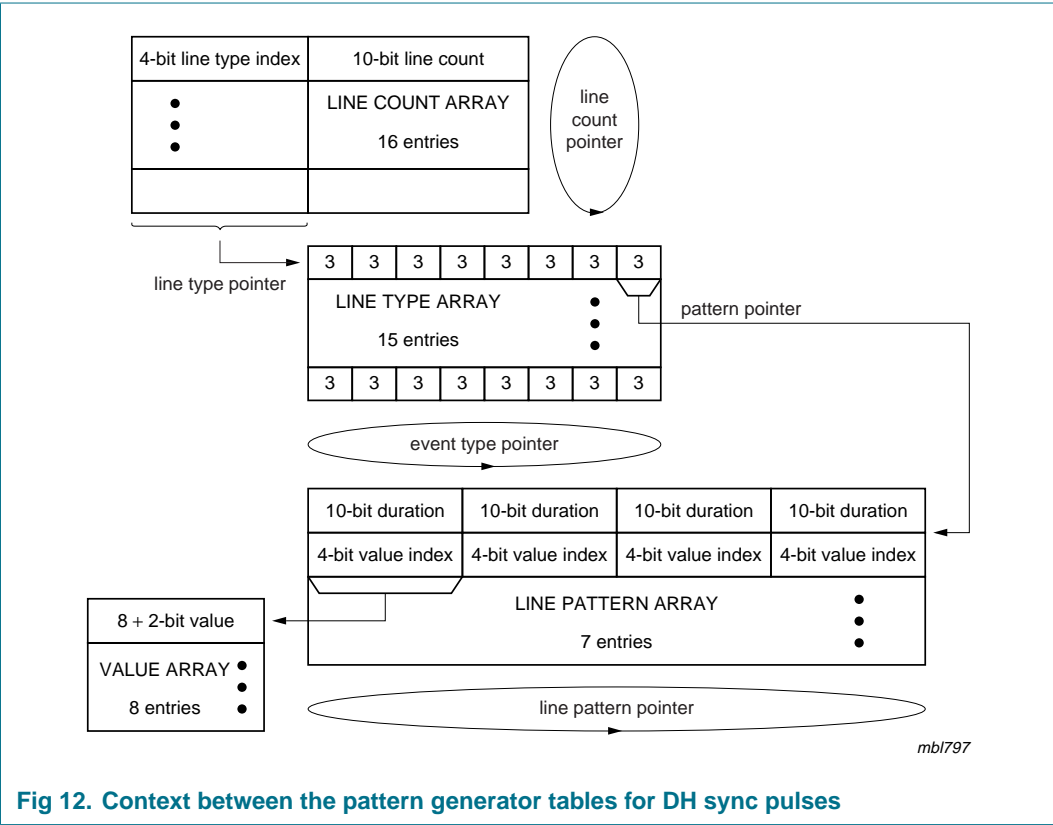 4-bit line type index 10-bit line count
LINE COUNT ARRAY
16 entries
line
count
pointer
line type pointer
3 3 3 3 3 3 3 3
LINE TYPE ARRAY
15 entries
3 3 3 3 3 3 3 3
pattern pointer
event type pointer
10-bit duration 10-bit duration 10-bit duration 10-bit duration
4-bit value index 4-bit value index 4-bit value index 4-bit value index
LINE PATTERN ARRAY
7 entries
8 + 2-bit value
VALUE ARRAY
8 entries
line pattern pointer
mbl797
Fig 12. Context between the pattern generator tables for DH sync pulses